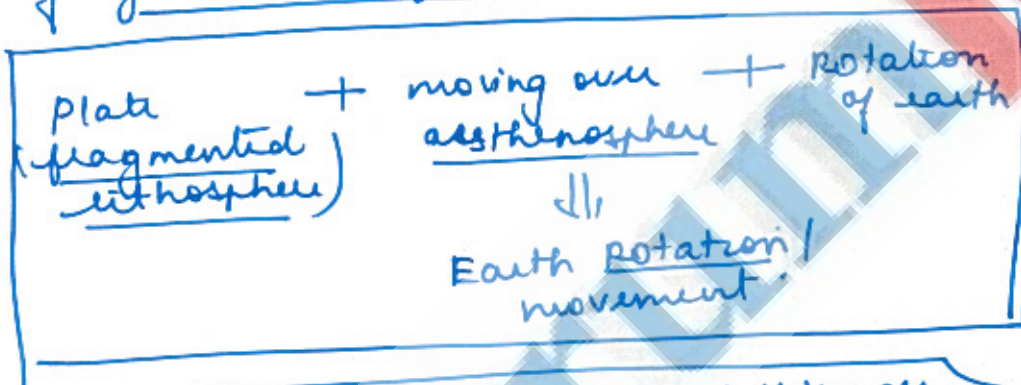 Plate + moving over + Rotation
(fragmented asthenosphere of earth
lithosphere) ⇓
Earth Rotation/
movement.